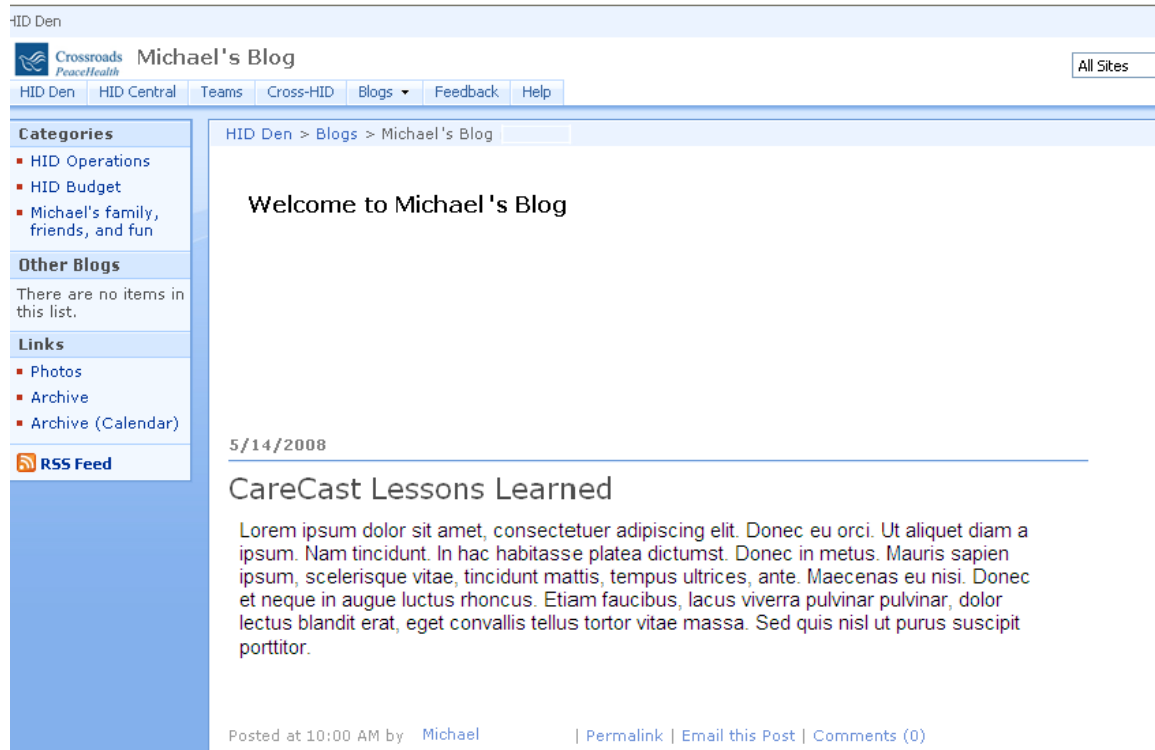 HID Den
Crossroads
PeaceHealth
Michael's Blog
All Sites
HID Den HID Central Teams Cross-HID Blogs Feedback Help
Categories
HID Operations
HID Budget
Michael's family,
friends, and fun
Other Blogs
There are no items in
this list.
Links
Photos
Archive
Archive (Calendar)
RSS Feed
HID Den > Blogs > Michael's Blog
Welcome to Michael 's Blog
5/14/2008
CareCast Lessons Learned
Lorem ipsum dolor sit amet, consectetuer adipiscing elit. Donec eu orci. Ut aliquet diam a
ipsum. Nam tincidunt. In hac habitasse platea dictumst. Donec in metus. Mauris sapien
ipsum, scelerisque vitae, tincidunt mattis, tempus ultrices, ante. Maecenas eu nisi. Donec
et neque in augue luctus rhoncus. Etiam faucibus, lacus viverra pulvinar pulvinar, dolor
lectus blandit erat, eget convallis tellus tortor vitae massa. Sed quis nisl ut purus suscipit
porttitor.
Posted at 10:00 AM by Michael | Permalink | Email this Post | Comments (0)